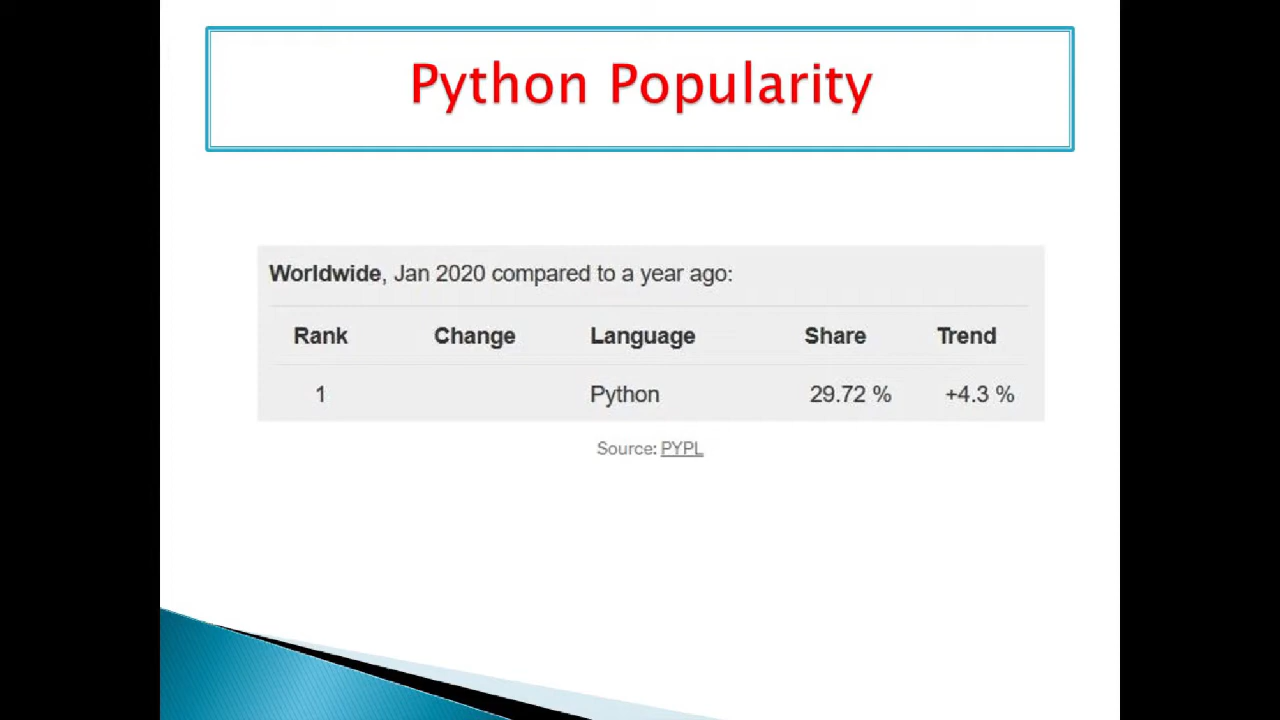 Python Popularity
Worldwide, Jan 2020 compared to a year ago:
Rank Change Language Share Trend
1 Python 29.72 % +4.3 %
Source: PYPL